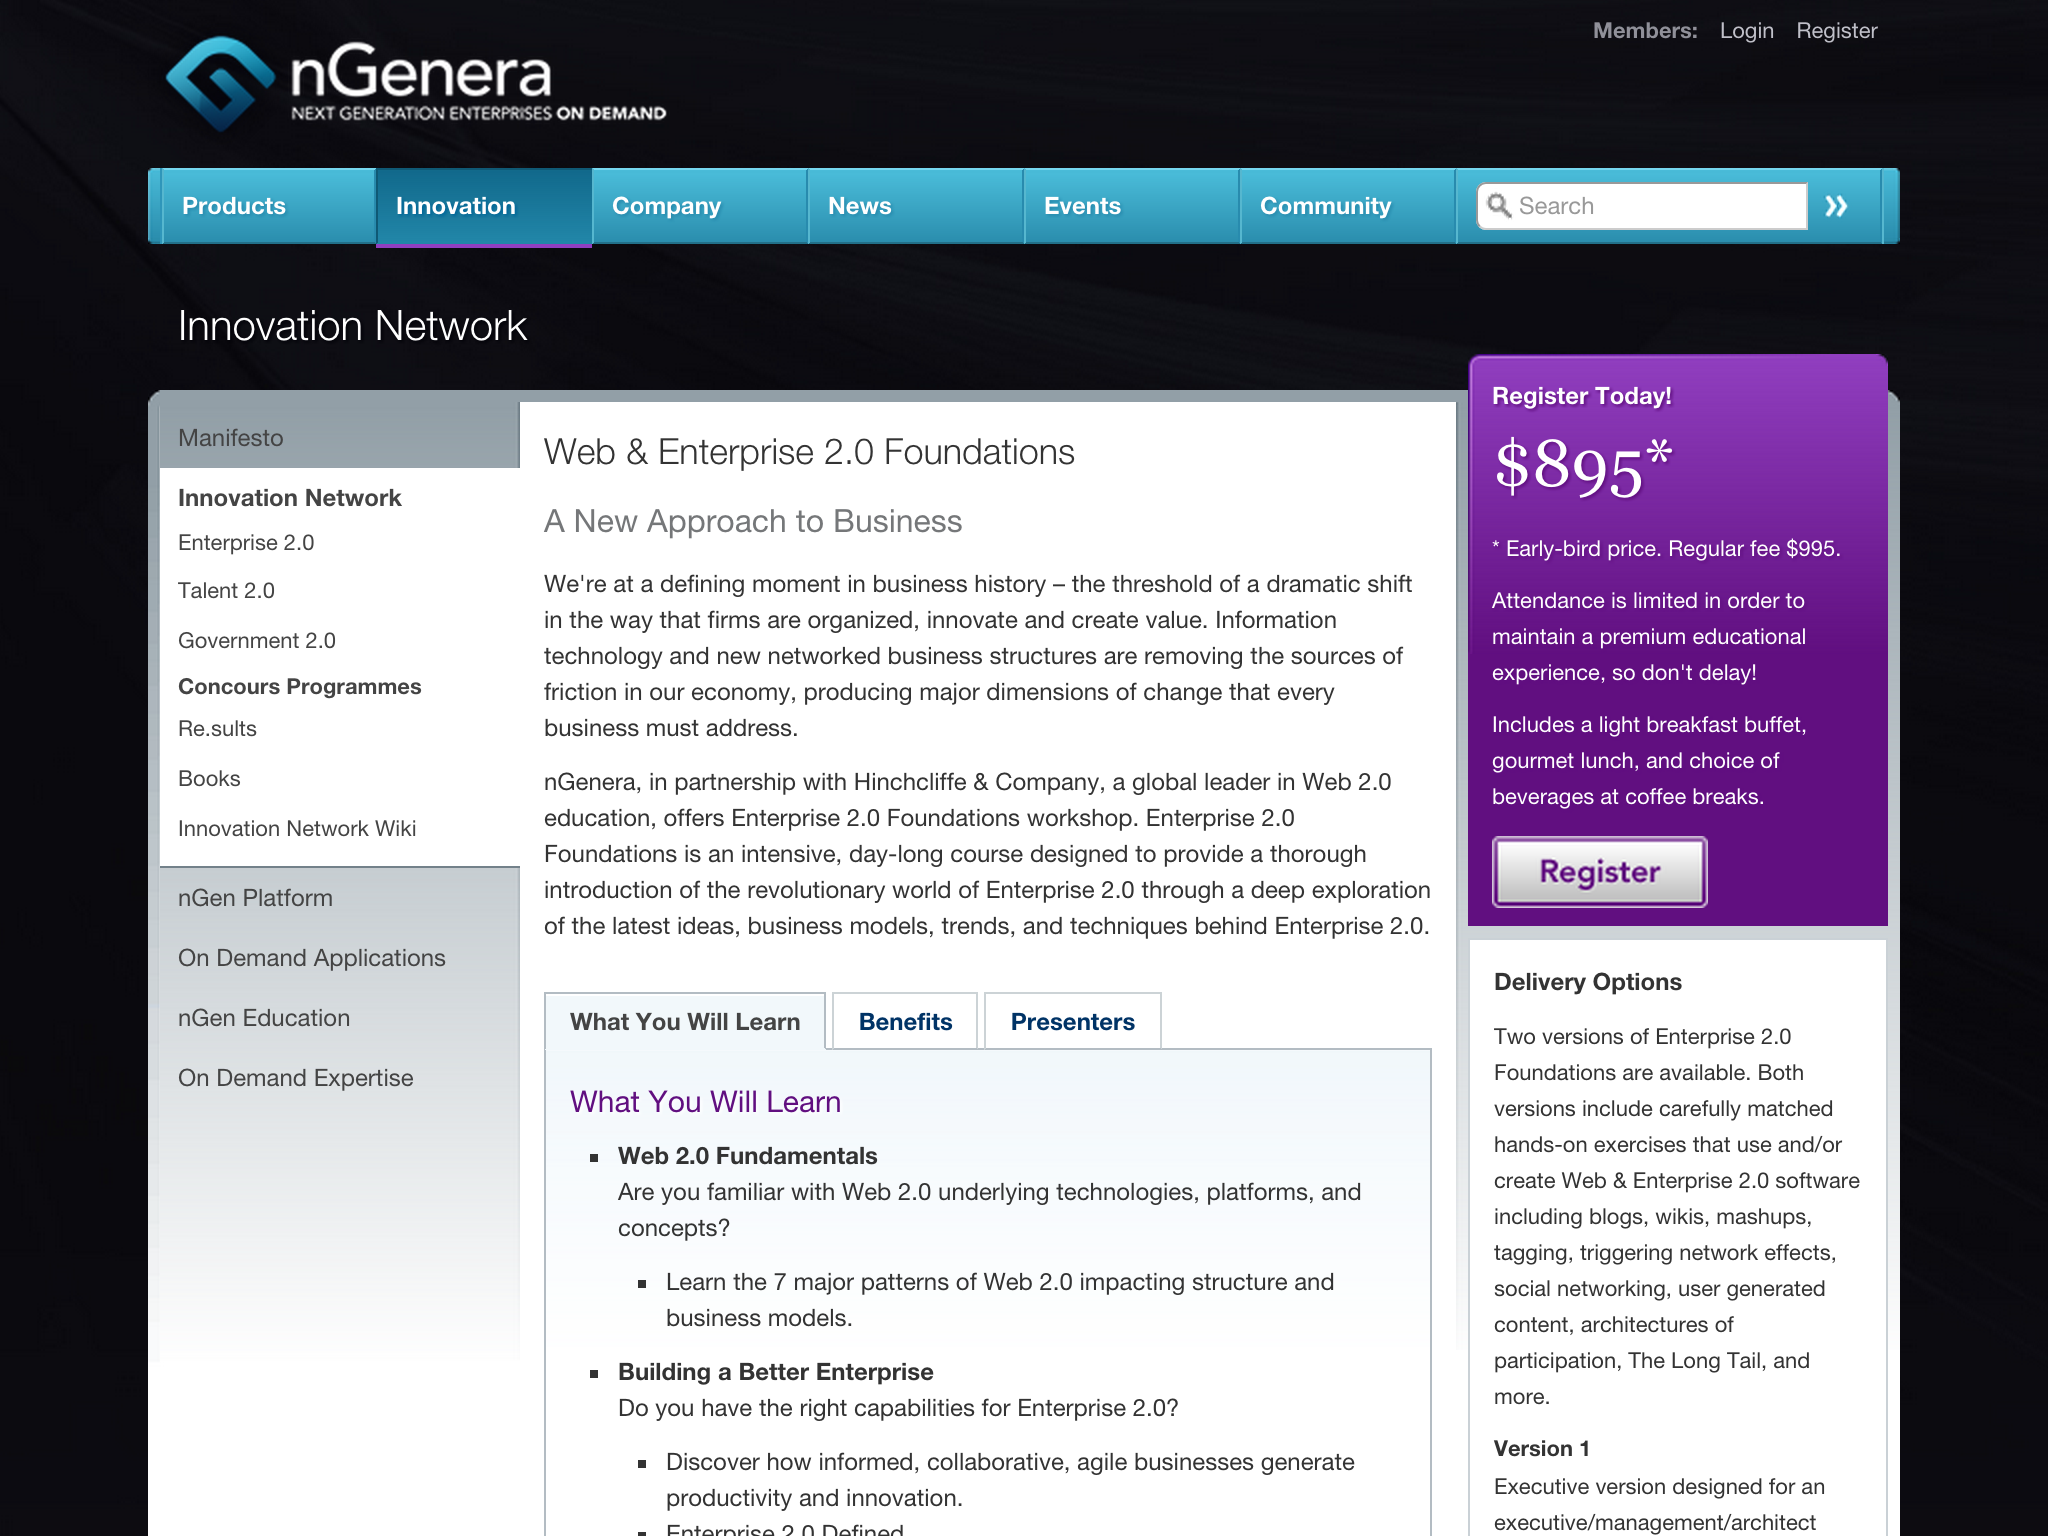 Members: Login Register
nGenera
NEXT GENERATION ENTERPRISES ON DEMAND
Products
Innovation
Company
News
Events
Community
Search
Innovation Network
Manifesto
Innovation Network
Enterprise 2.0
Talent 2.0
Government 2.0
Concours Programmes
Re.sults
Books
Innovation Network Wiki
nGen Platform
On Demand Applications
nGen Education
On Demand Expertise
Web & Enterprise 2.0 Foundations
A New Approach to Business
We're at a defining moment in business history – the threshold of a dramatic shift
in the way that firms are organized, innovate and create value. Information
technology and new networked business structures are removing the sources of
friction in our economy, producing major dimensions of change that every
business must address.
nGenera, in partnership with Hinchcliffe & Company, a global leader in Web 2.0
education, offers Enterprise 2.0 Foundations workshop. Enterprise 2.0
Foundations is an intensive, day-long course designed to provide a thorough
introduction of the revolutionary world of Enterprise 2.0 through a deep exploration
of the latest ideas, business models, trends, and techniques behind Enterprise 2.0.
What You Will Learn
Benefits
Presenters
What You Will Learn
Web 2.0 Fundamentals
Are you familiar with Web 2.0 underlying technologies, platforms, and
concepts?
Learn the 7 major patterns of Web 2.0 impacting structure and
business models.
Building a Better Enterprise
Do you have the right capabilities for Enterprise 2.0?
Discover how informed, collaborative, agile businesses generate
productivity and innovation.
Enterprise 2.0 Defined
Register Today!
$895*
* Early-bird price. Regular fee $995.
Attendance is limited in order to
maintain a premium educational
experience, so don't delay!
Includes a light breakfast buffet,
gourmet lunch, and choice of
beverages at coffee breaks.
Register
Delivery Options
Two versions of Enterprise 2.0
Foundations are available. Both
versions include carefully matched
hands-on exercises that use and/or
create Web & Enterprise 2.0 software
including blogs, wikis, mashups,
tagging, triggering network effects,
social networking, user generated
content, architectures of
participation, The Long Tail, and
more.
Version 1
Executive version designed for an
executive/management/architect